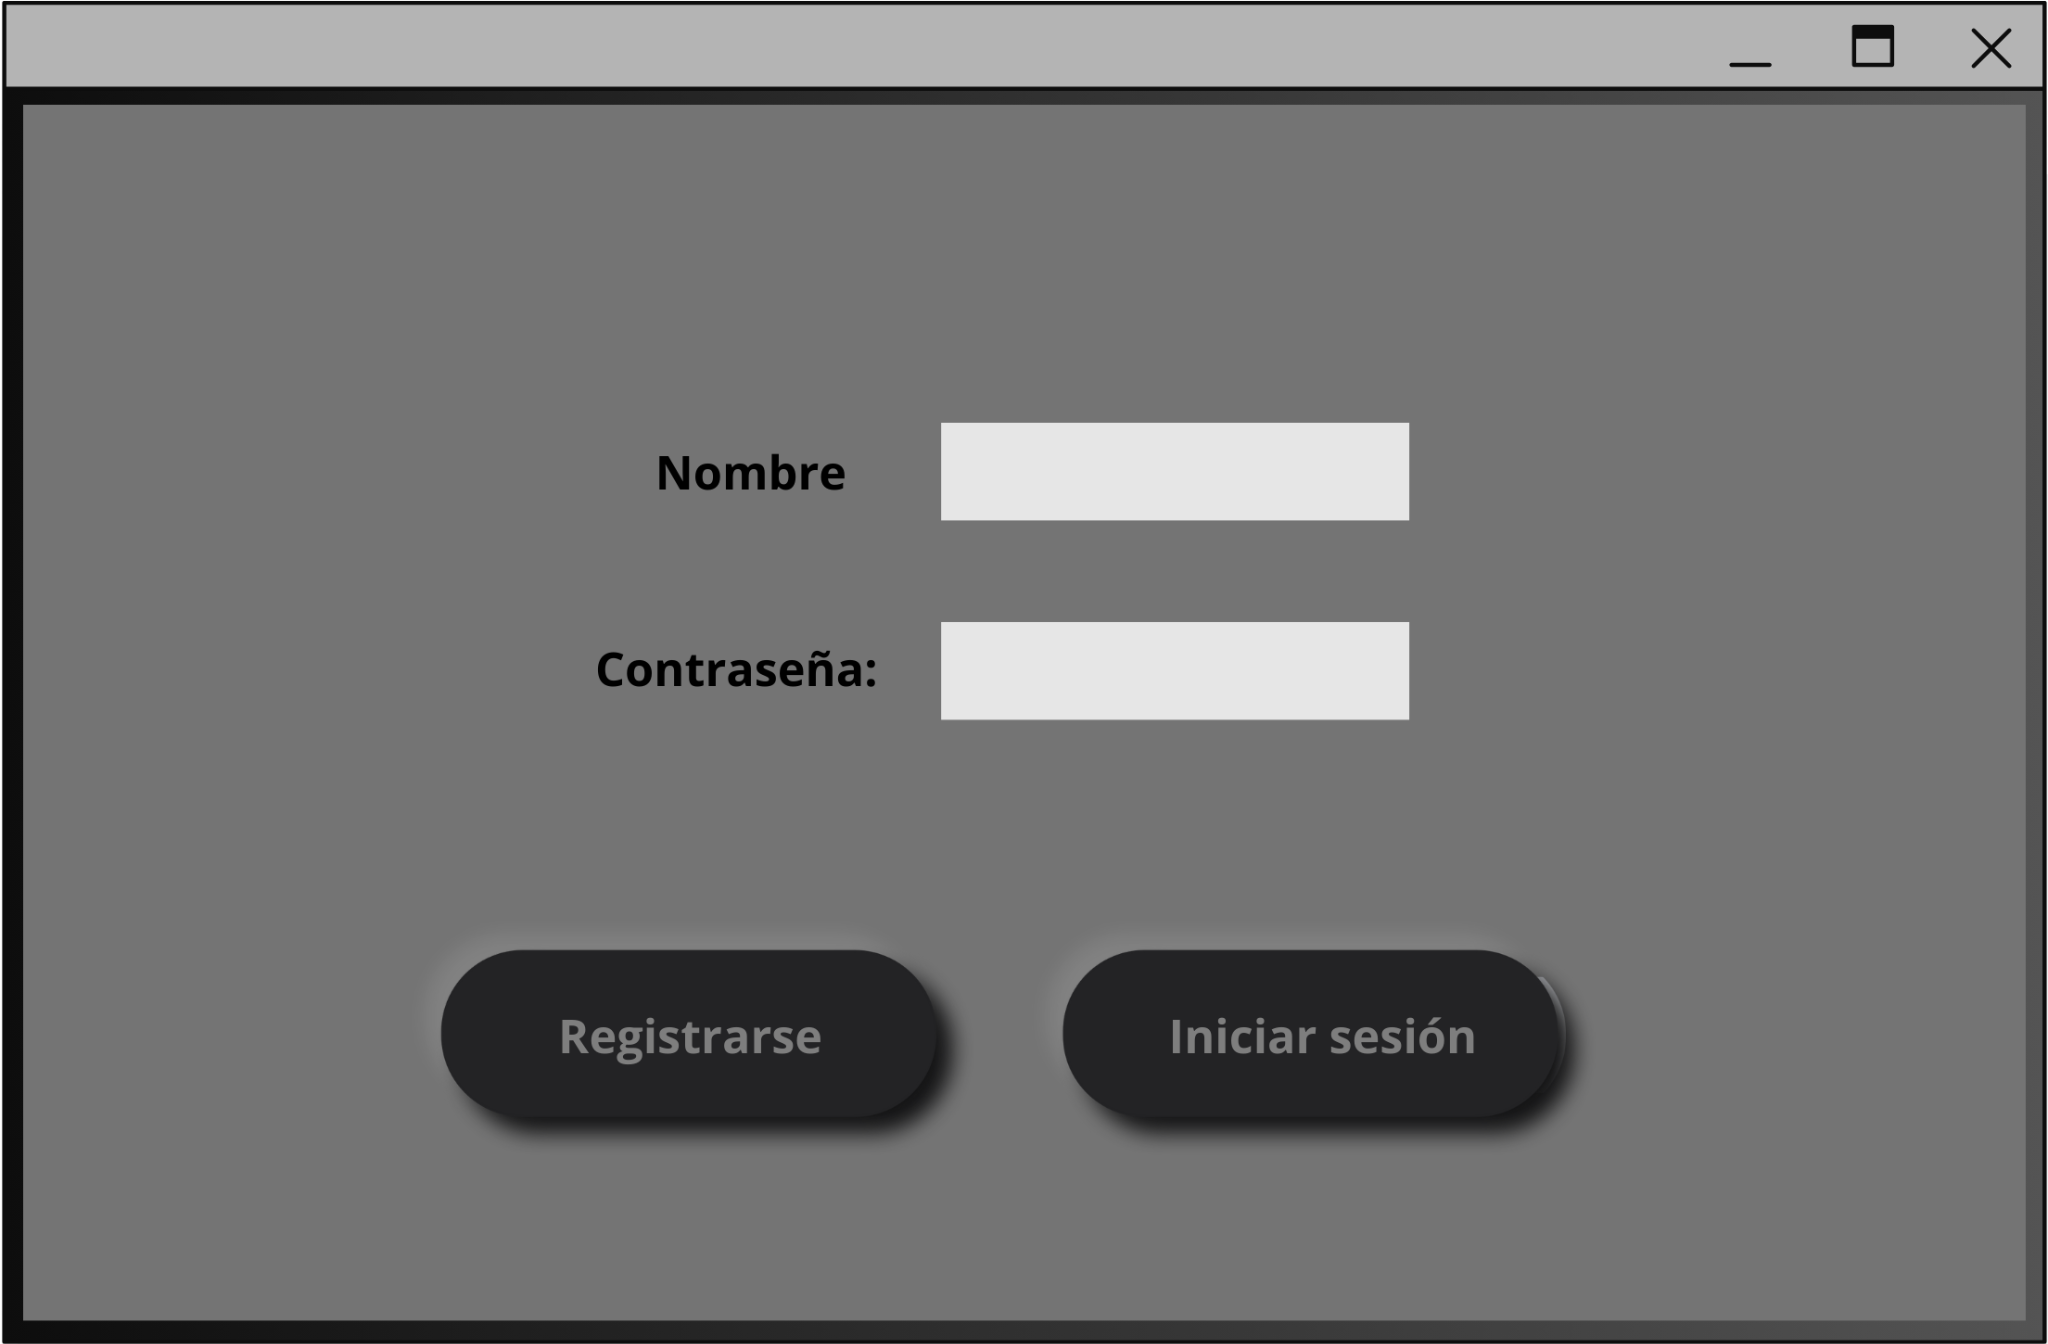 Nombre
Contraseña:
Registrarse
Iniciar sesión